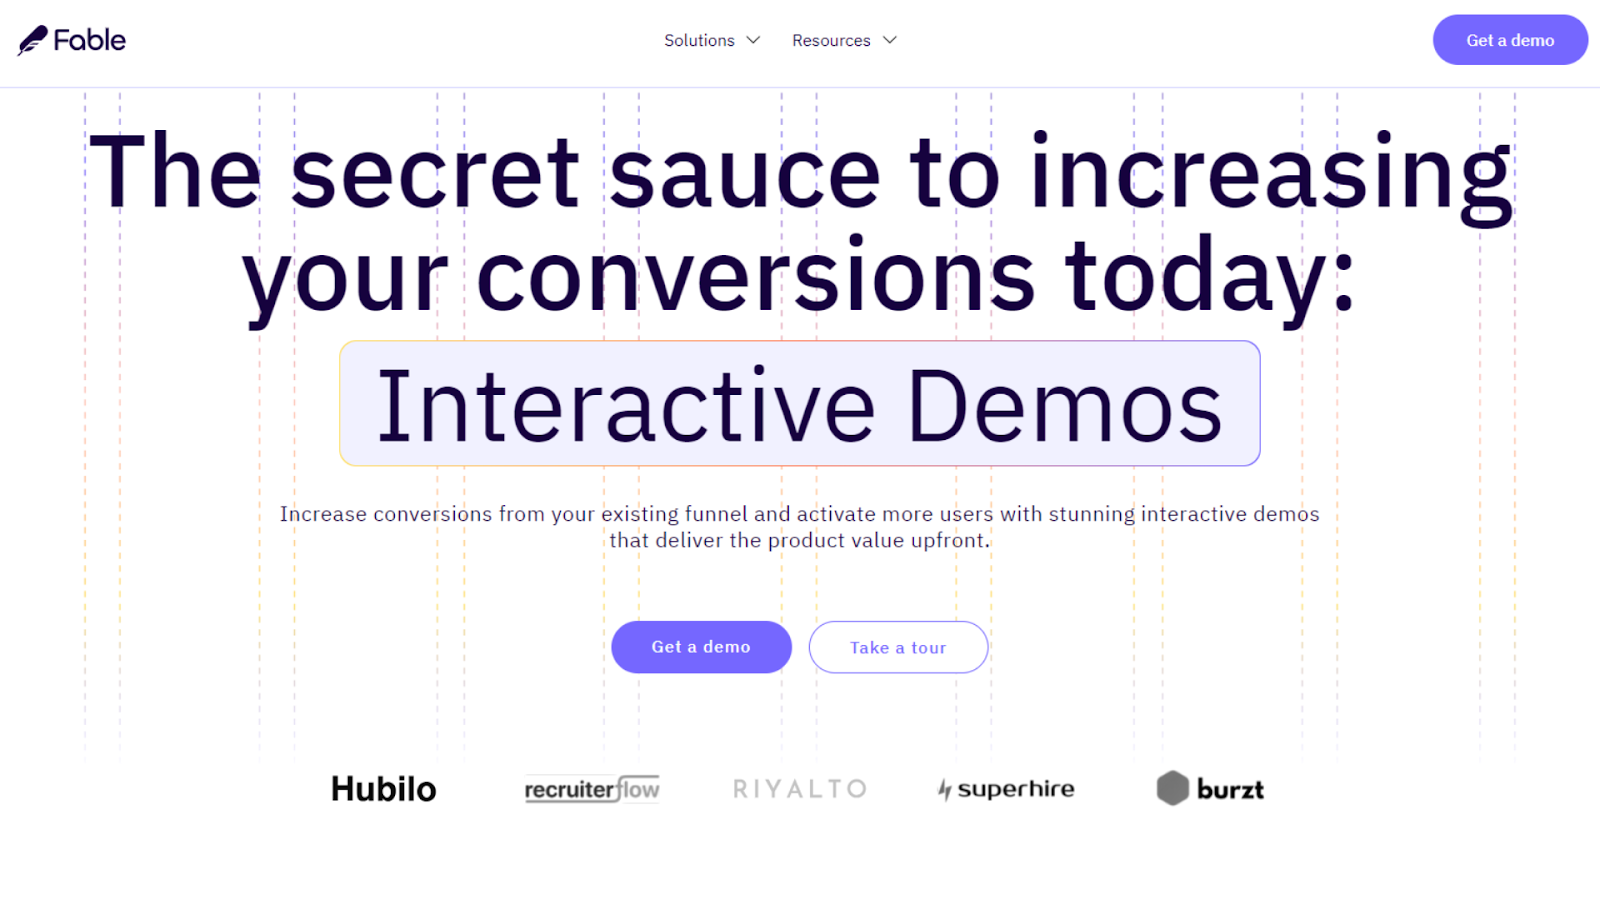 Fable
Solutions
Resources
Get a demo
The secret sauce to increasing
your conversions today:
Interactive Demos
Increase conversions from your existing funnel and activate more users with stunning interactive demos
that deliver the product value upfront.
Get a demo
Take a tour
Hubilo
recruiterflow
RIYALTO
superhire
burzt